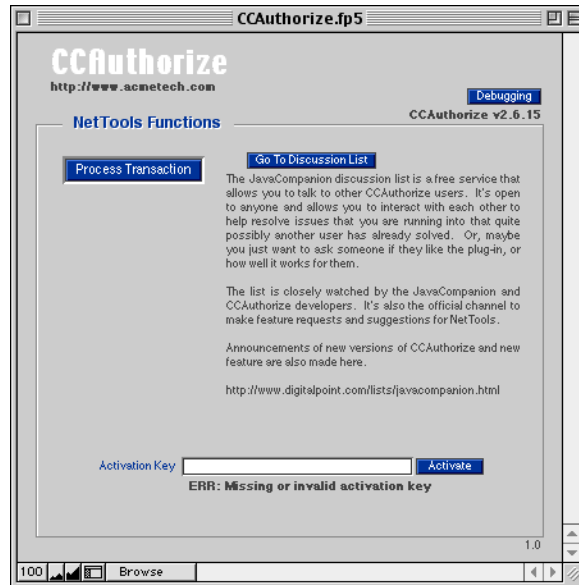 CCAuthorize.fp5
CCAuthorize
http://www.acmetech.com
Debugging
CCAuthorize v2.6.15
NetTools Functions
Process Transaction
Go To Discussion List
The JavaCompanion discussion list is a free service that
allows you to talk to other CCAuthorize users. It's open
to anyone and allows you to interact with each other to
help resolve issues that you are running into that quite
possibly another user has already solved. Or, maybe
you just want to ask someone if they like the plug-in, or
how well it works for them.
The list is closely watched by the JavaCompanion and
CCAuthorize developers. It's also the official channel to
make feature requests and suggestions for NetTools.
Announcements of new versions of CCAuthorize and new
feature are also made here.
http://www.digitalpoint.com/lists/javacompanion.html
Activation Key
Activate
ERR: Missing or invalid activation key
1.0
100
Browse